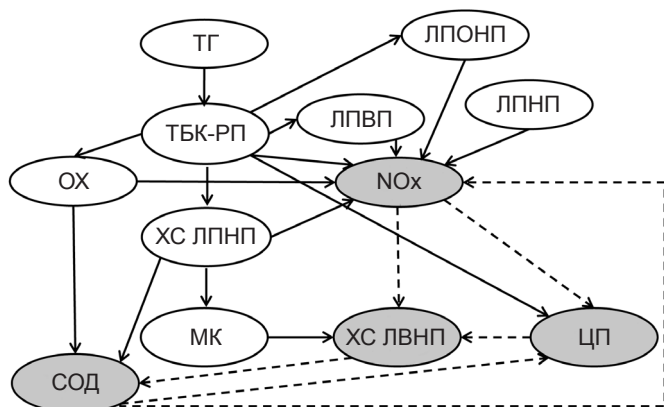 ТГ
ЛПОНП
ЛПНП
ТБК-РП
ЛПВП
ОХ
NOx
ХС ЛПНП
МК
ХС ЛВНП
ЦП
СОД